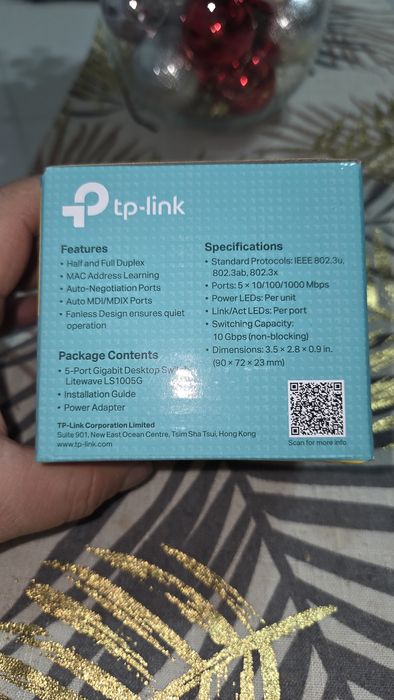 tp-link
Features
• Half and Full Duplex
• MAC Address Learning
• Auto-Negotiation Ports
• Auto MDI/MDIX Ports
• Fanless Design ensures quiet
operation
Package Contents
• 5-Port Gigabit Desktop
Litewave LS1005G
• Installation Guide
• Power Adapter
TP-Link Corporation Limited
Suite 901, New East Ocean Centre, Tsim Sha Tsui, Hong Kong
www.tp-link.com
Specifications
• Standard Protocols: IEEE 802.3u,
802.3ab, 802.3x
• Ports: 5 × 10/100/1000 Mbps
• Power LEDs: Per unit
• Link/Act LEDs: Per port
• Switching Capacity:
10 Gbps (non-blocking)
• Dimensions: 3.5 × 2.8 × 0.9 in.
(90 × 72 × 23 mm)
Scan for more info